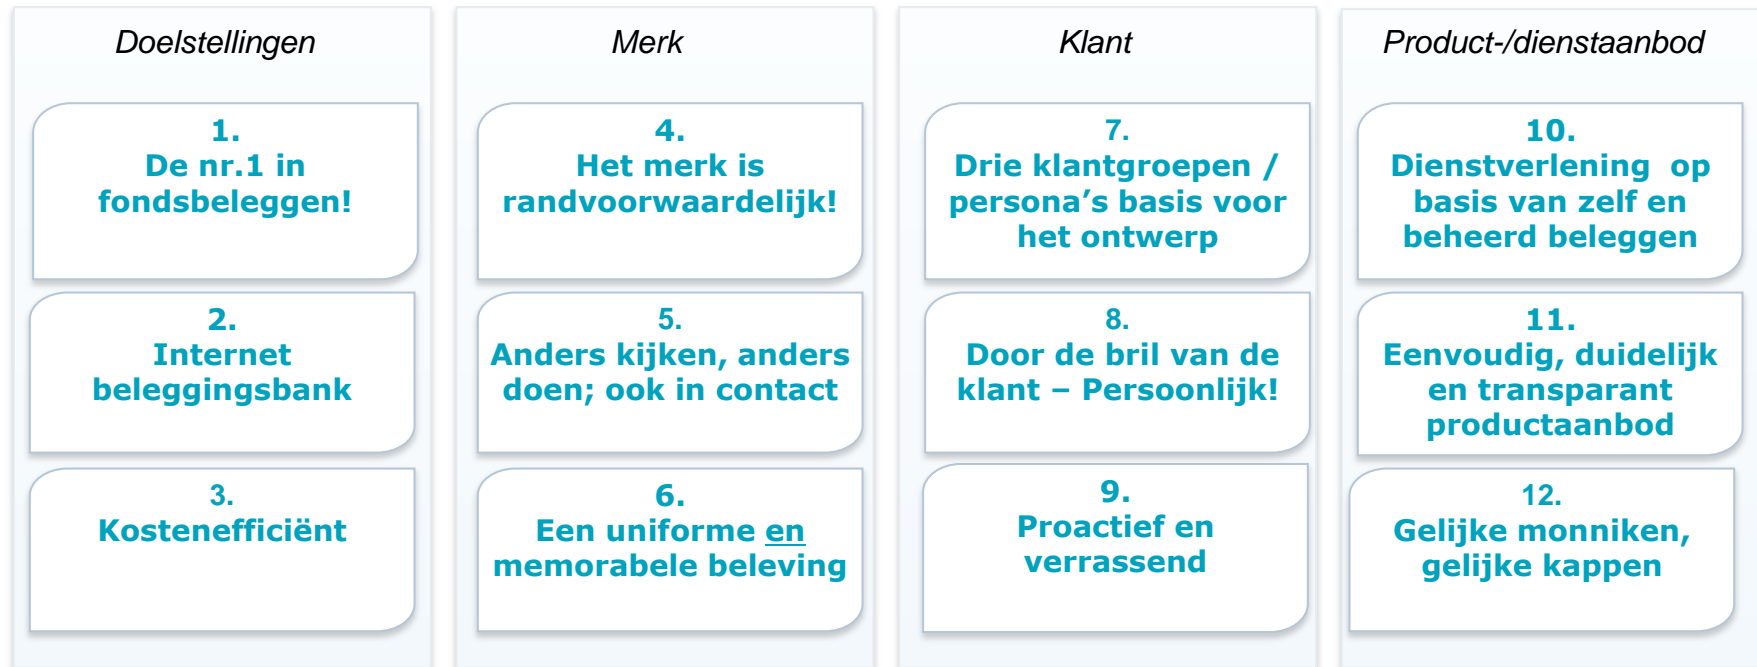 Doelstellingen
1.
De nr.1 in
fondsbeleggen!
2.
Internet
beleggingsbank
3.
Kostenefficiënt
Merk
4.
Het merk is
randvoorwaardelijk!
5.
Anders kijken, anders
doen; ook in contact
6.
Een uniforme en
memorabele beleving
Klant
7.
Drie klantgroepen /
persona’s basis voor
het ontwerp
8.
Door de bril van de
klant – Persoonlijk!
9.
Proactief en
verrassend
Product-/dienstaanbod
10.
Dienstverlening op
basis van zelf en
beheerd beleggen
11.
Eenvoudig, duidelijk
en transparant
productaanbod
12.
Gelijke monniken,
gelijke kappen